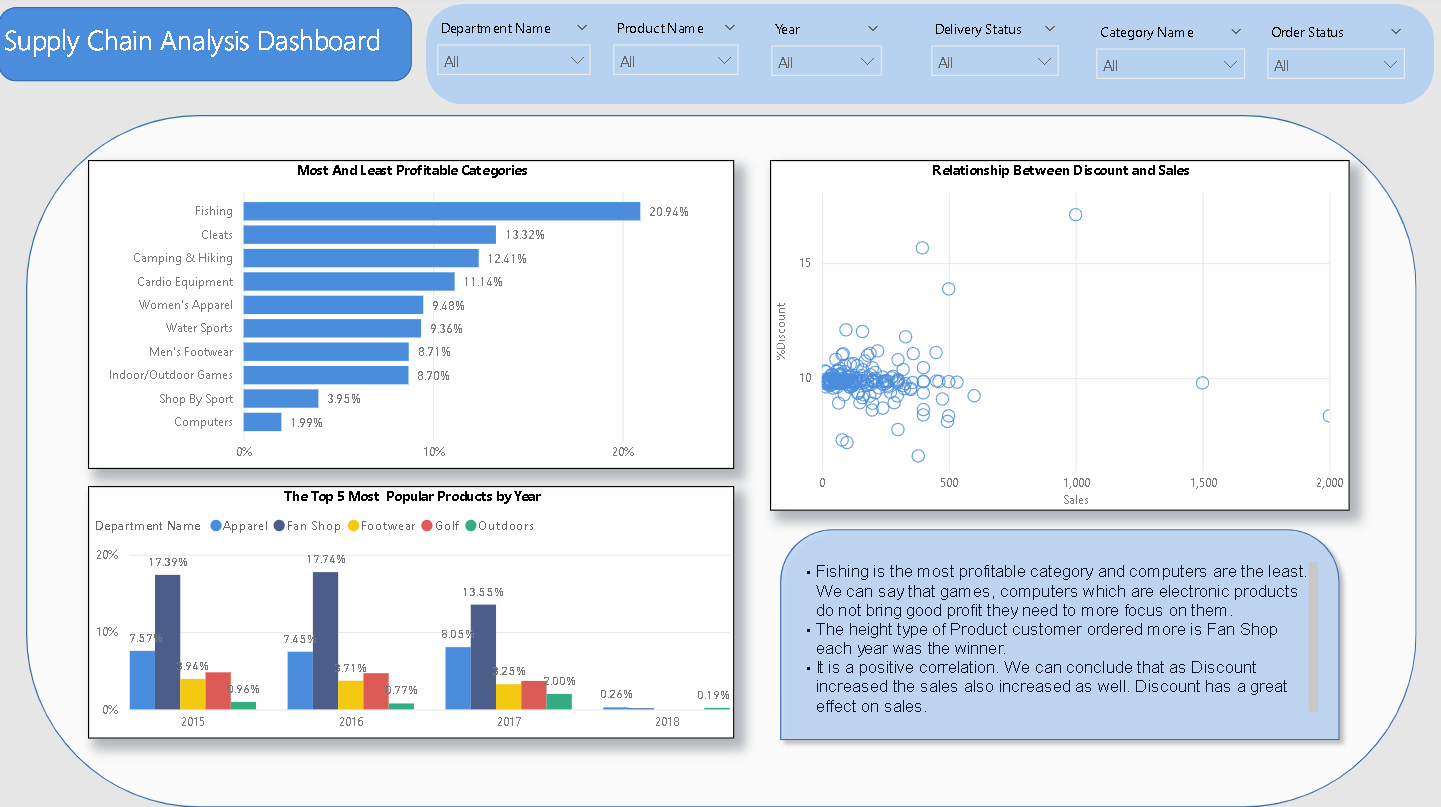 Supply Chain Analysis Dashboard
Department Name
All
Product Name
All
Year
All
Delivery Status
All
Category Name
All
Order Status
All
Most And Least Profitable Categories
Fishing 20.94%
Cleats 13.32%
Camping & Hiking 12.41%
Cardio Equipment 11.14%
Women's Apparel 9.48%
Water Sports 9.36%
Men's Footwear 8.71%
Indoor/Outdoor Games 8.70%
Shop By Sport 3.95%
Computers 1.99%
0% 10% 20%
Relationship Between Discount and Sales
%Discount
15
10
0 500 1,000 1,500 2,000
Sales
The Top 5 Most Popular Products by Year
Department Name Apparel Fan Shop Footwear Golf Outdoors
20%
10%
0%
7.57% 17.39% 3.94% 0.96%
7.45% 17.74% 3.71% 0.77%
8.05% 13.55% 3.25% 2.00%
0.26% 0.19%
2015 2016 2017 2018
• Fishing is the most profitable category and computers are the least.
We can say that games, computers which are electronic products
do not bring good profit they need to more focus on them.
• The height type of Product customer ordered more is Fan Shop
each year was the winner.
• It is a positive correlation. We can conclude that as Discount
increased the sales also increased as well. Discount has a great
effect on sales.